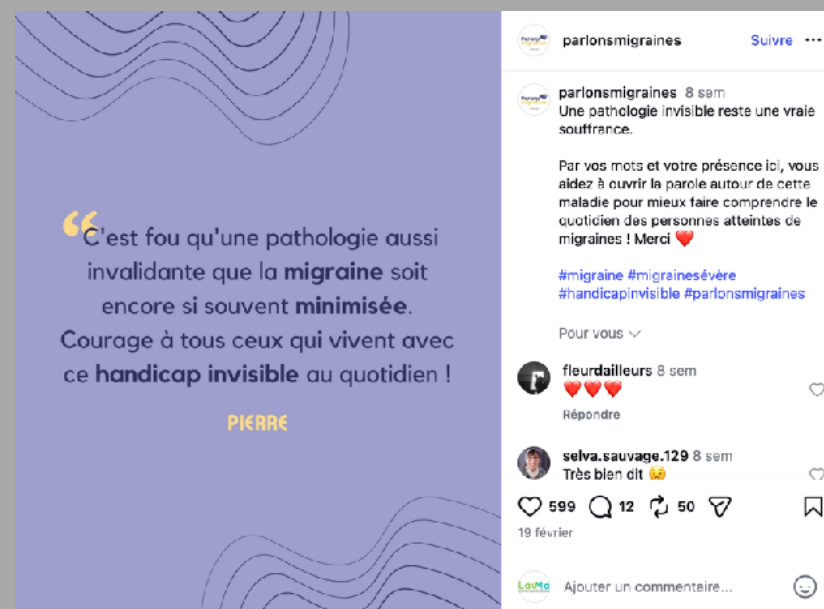 C'est fou qu'une pathologie aussi
invalidante que la migraine soit
encore si souvent minimisée.
Courage à tous ceux qui vivent avec
ce handicap invisible au quotidien !
PIERRE
parlonsmigraines Suivre
parlonsmigraines 8 sem
Une pathologie invisible reste une vraie
souffrance.
Par vos mots et votre présence ici, vous
aidez à ouvrir la parole autour de cette
maladie pour mieux faire comprendre le
quotidien des personnes atteintes de
migraines ! Merci ❤️
#migraine #migrainesévère
#handicapinvisible #parlonsmigraines
Pour vous
fleurdailleurs 8 sem
❤️❤️❤️
Répondre
selva.sauvage.129 8 sem
Très bien dit 😢
599 12 50
19 février
Ajouter un commentaire...